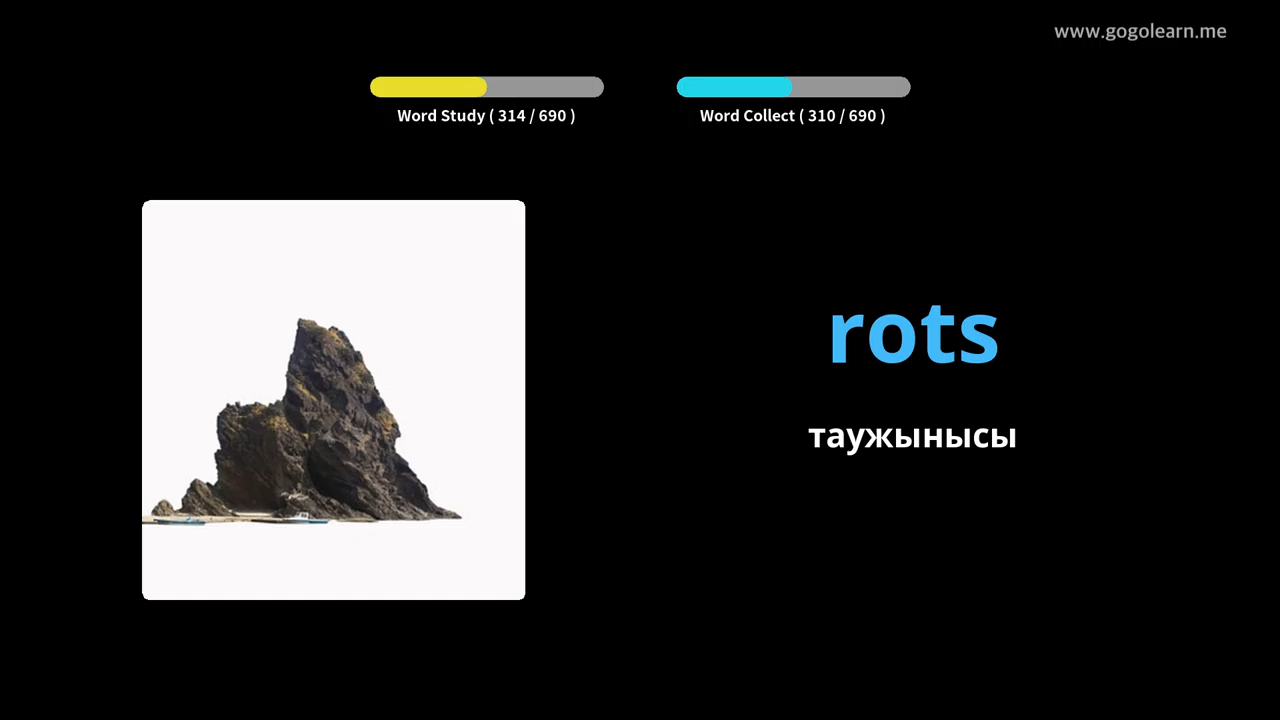 www.gogolearn.me
Word Study ( 314 / 690 )
Word Collect ( 310 / 690 )
rots
таужынысы